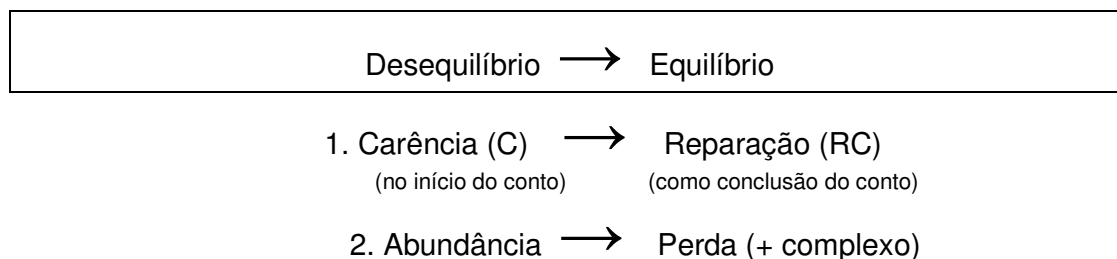 Desequilíbrio → Equilíbrio
1. Carência (C) → Reparação (RC)
(no início do conto) (como conclusão do conto)
2. Abundância → Perda (+ complexo)